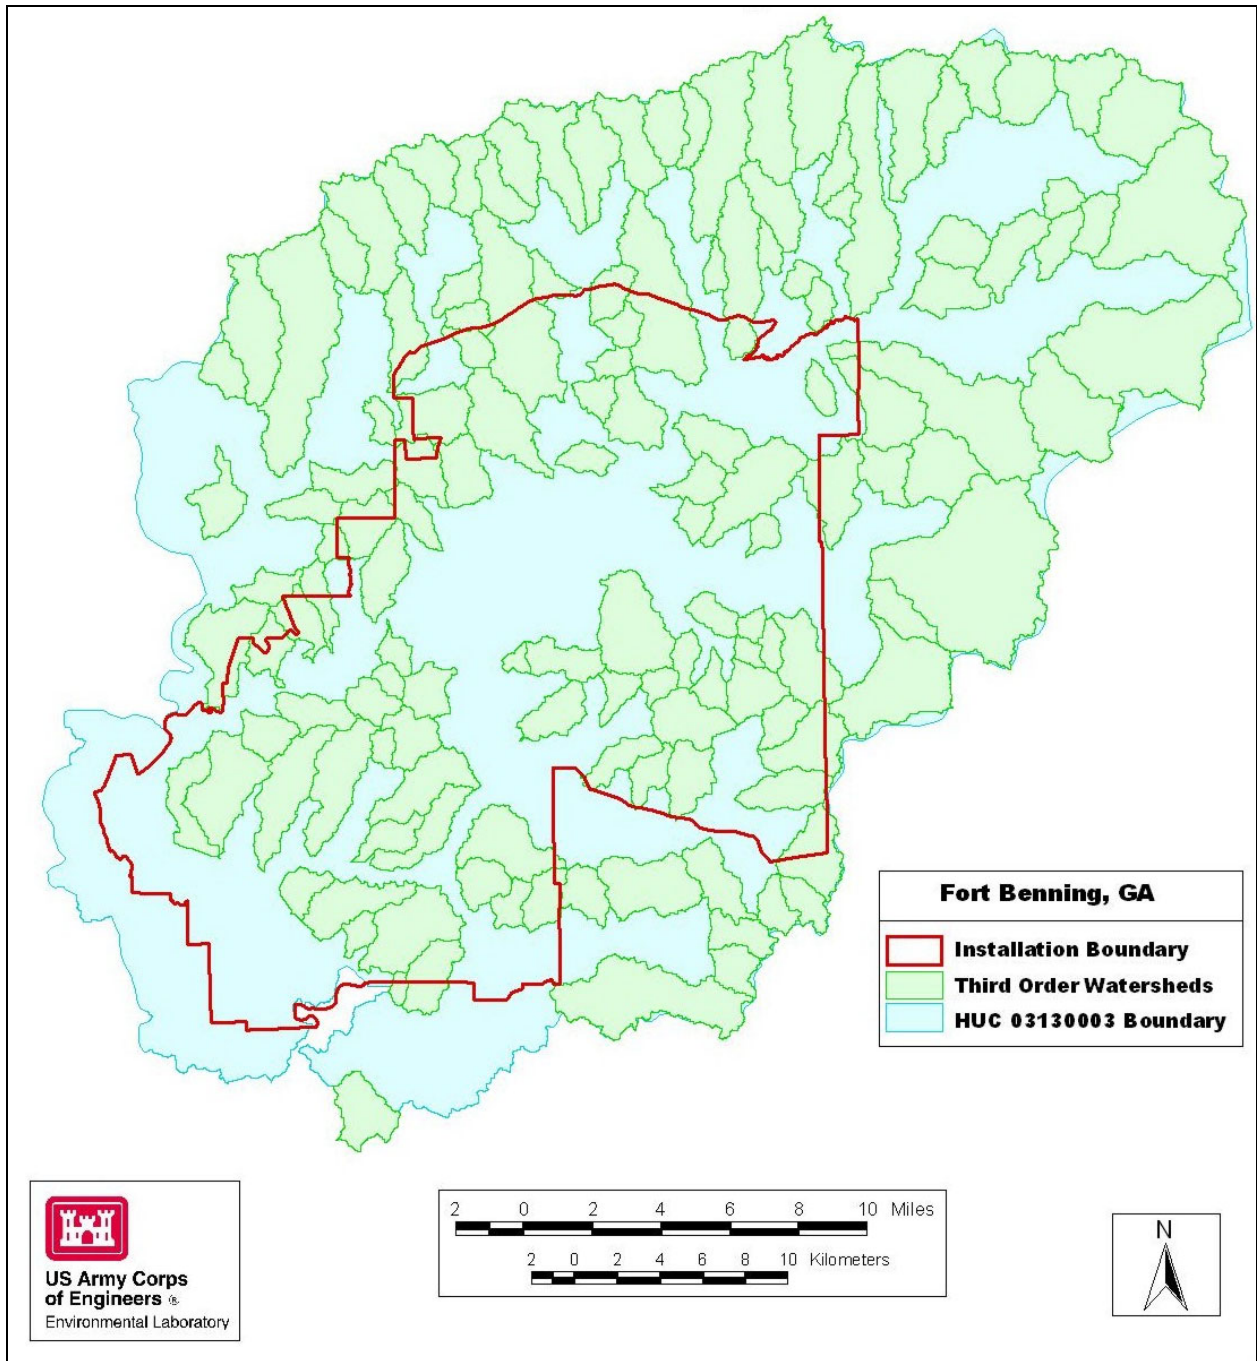 Fort Benning, GA
Installation Boundary
Third Order Watersheds
HUC 03130003 Boundary
US Army Corps
of Engineers ®
Environmental Laboratory
2 0 2 4 6 8 10 Miles
2 0 2 4 6 8 10 Kilometers
N